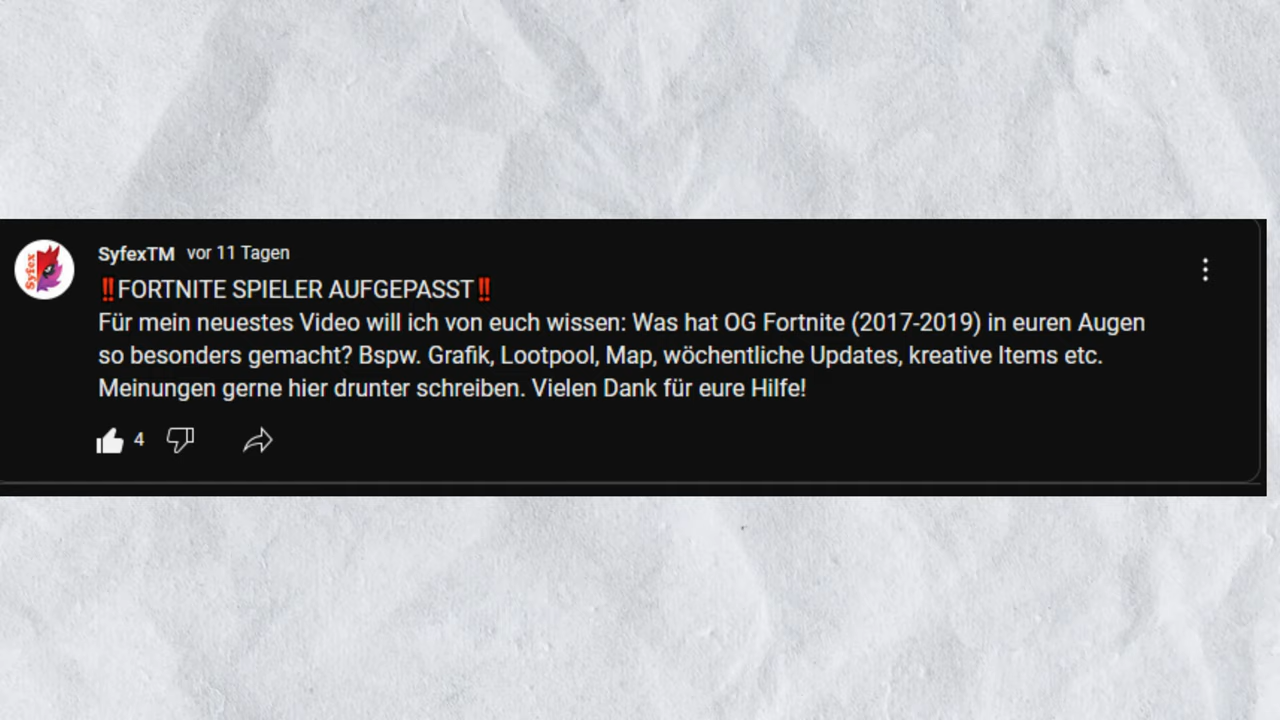 Syfex
SyfexTM vor 11 Tagen
‼️FORTNITE SPIELER AUFGEPASST‼️
Für mein neuestes Video will ich von euch wissen: Was hat OG Fortnite (2017-2019) in euren Augen
so besonders gemacht? Bspw. Grafik, Lootpool, Map, wöchentliche Updates, kreative Items etc.
Meinungen gerne hier drunter schreiben. Vielen Dank für eure Hilfe!
4